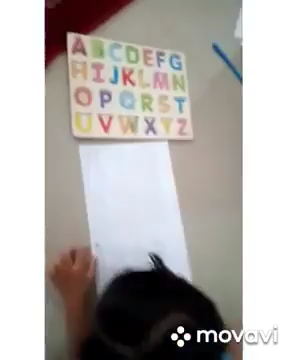 ABCDEFG
HIJKLMN
OPQRST
UVWXYZ
movavi